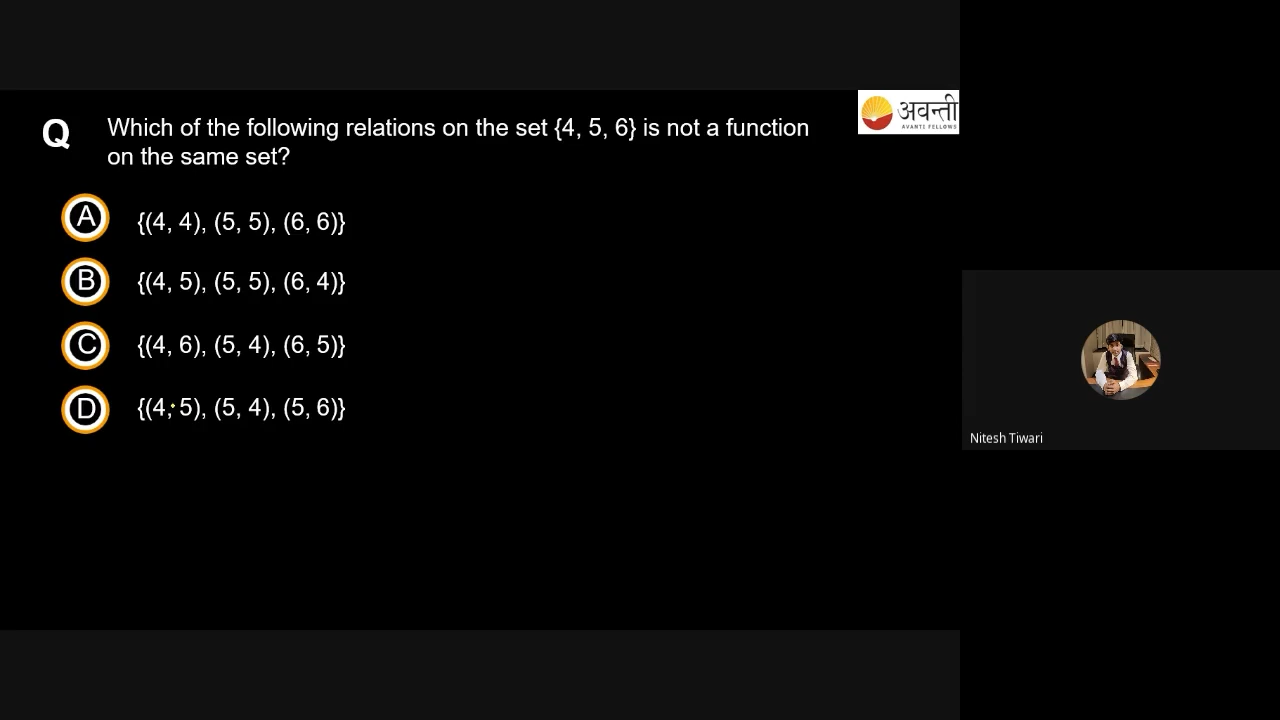 Q
Which of the following relations on the set {4, 5, 6} is not a function
on the same set?
अवन्ती
AVANTI FELLOWS
A {(4, 4), (5, 5), (6, 6)}
B {(4, 5), (5, 5), (6, 4)}
C {(4, 6), (5, 4), (6, 5)}
D {(4, 5), (5, 4), (5, 6)}
Nitesh Tiwari